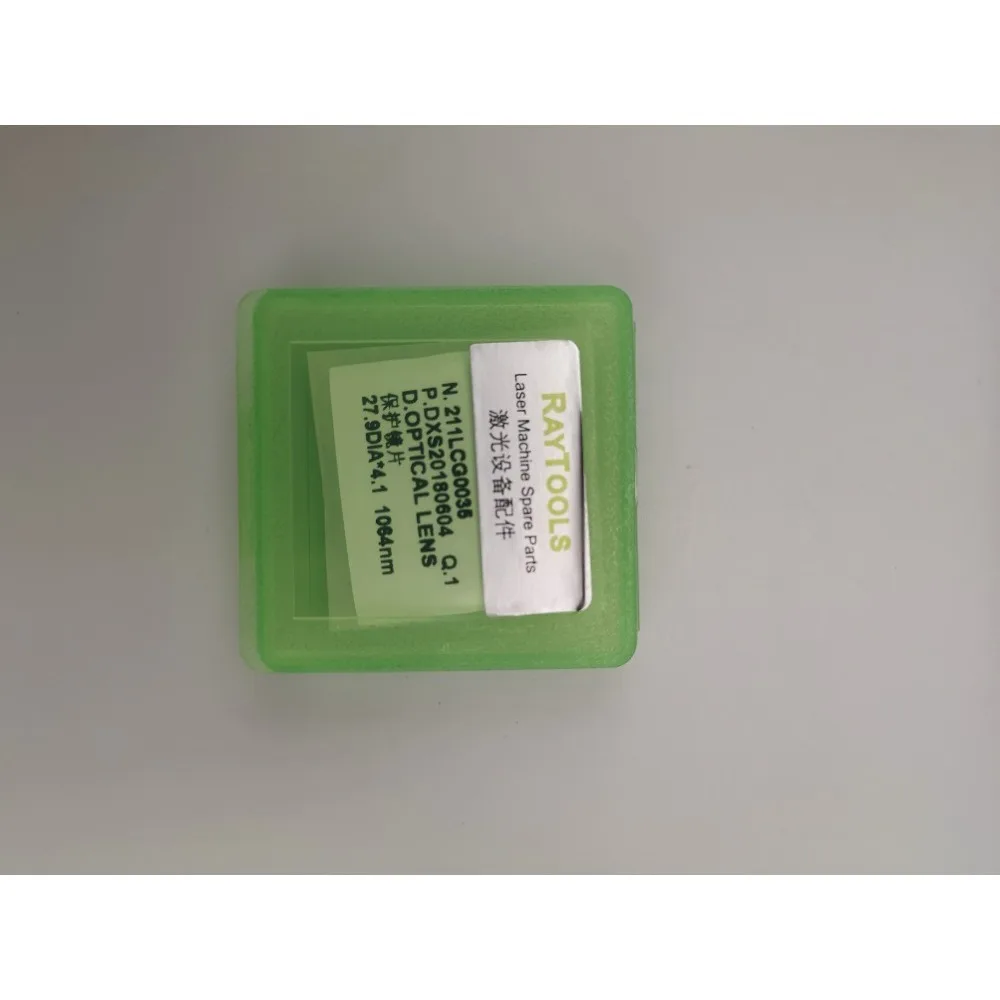 RAYTOOLS
Laser Machine Spare Parts
激光设备配件
N. 211LCG0035
P.DXS20180604 Q.1
D.OPTICAL LENS
保护镜片
27.9DIA*4.1 1064nm